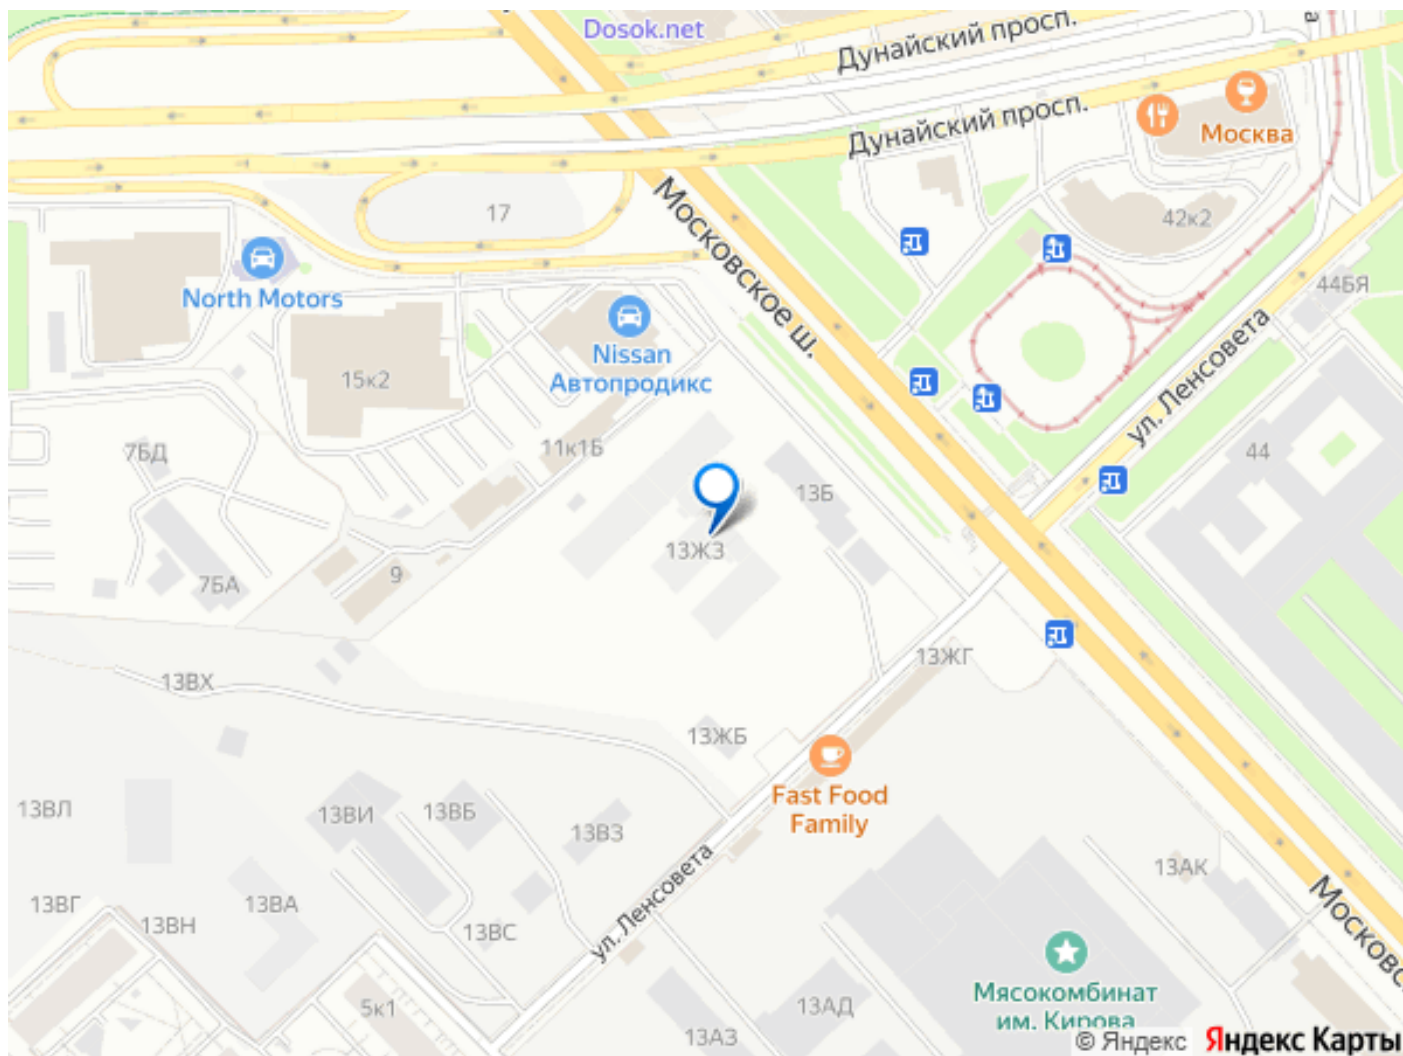 Dosok.net
Дунайский просп.
Дунайский просп.
Москва
17
42к2
Московское ш.
North Motors
44БЯ
Nissan
Автопродикс
15к2
ул. Ленсовета
11к1Б
7БД
44
13Б
13ЖЗ
9
7БА
13ЖГ
13ВХ
13ЖБ
Fast Food
Family
13ВЛ
13ВИ
13ВБ
13ВЗ
13АК
ул. Ленсовета
13ВГ
13ВА
13ВН
13ВС
Московс
Мясокомбинат
им. Кирова
5к1
13АД
13АЗ
© Яндекс Яндекс Карты